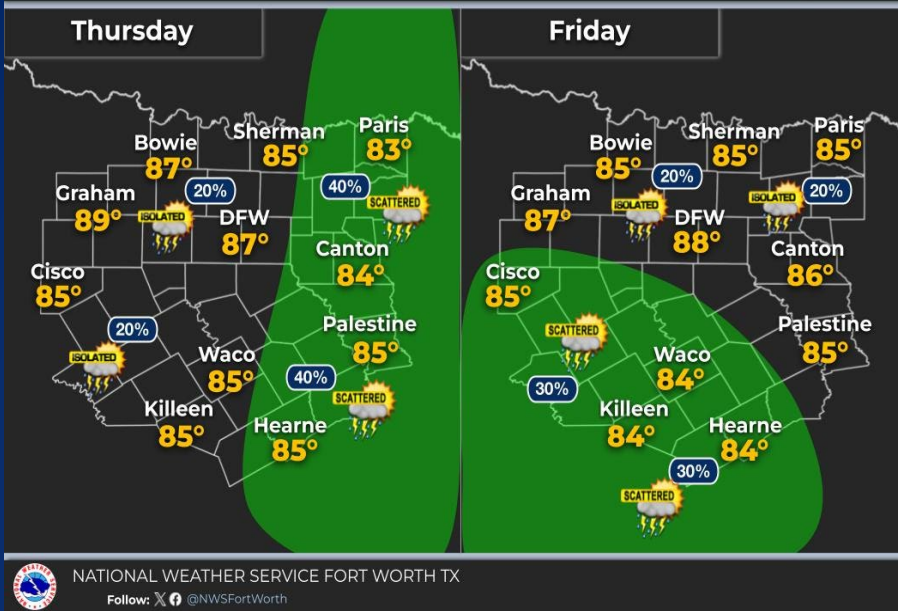 Thursday
Bowie
87°
Sherman
85°
Paris
83°
Graham
89°
20%
ISOLATED
DFW
87°
40%
SCATTERED
Canton
84°
Cisco
85°
20%
ISOLATED
Waco
85°
Palestine
85°
40%
SCATTERED
Killeen
85°
Hearne
85°
Friday
Bowie
85°
Sherman
85°
Paris
85°
Graham
87°
20%
ISOLATED
DFW
88°
ISOLATED
20%
Canton
86°
Cisco
85°
SCATTERED
30%
Waco
84°
Palestine
85°
Killeen
84°
Hearne
84°
30%
SCATTERED
NATIONAL WEATHER SERVICE FORT WORTH TX
Follow: X f @NWSFortWorth
NATIONAL WEATHER SERVICE